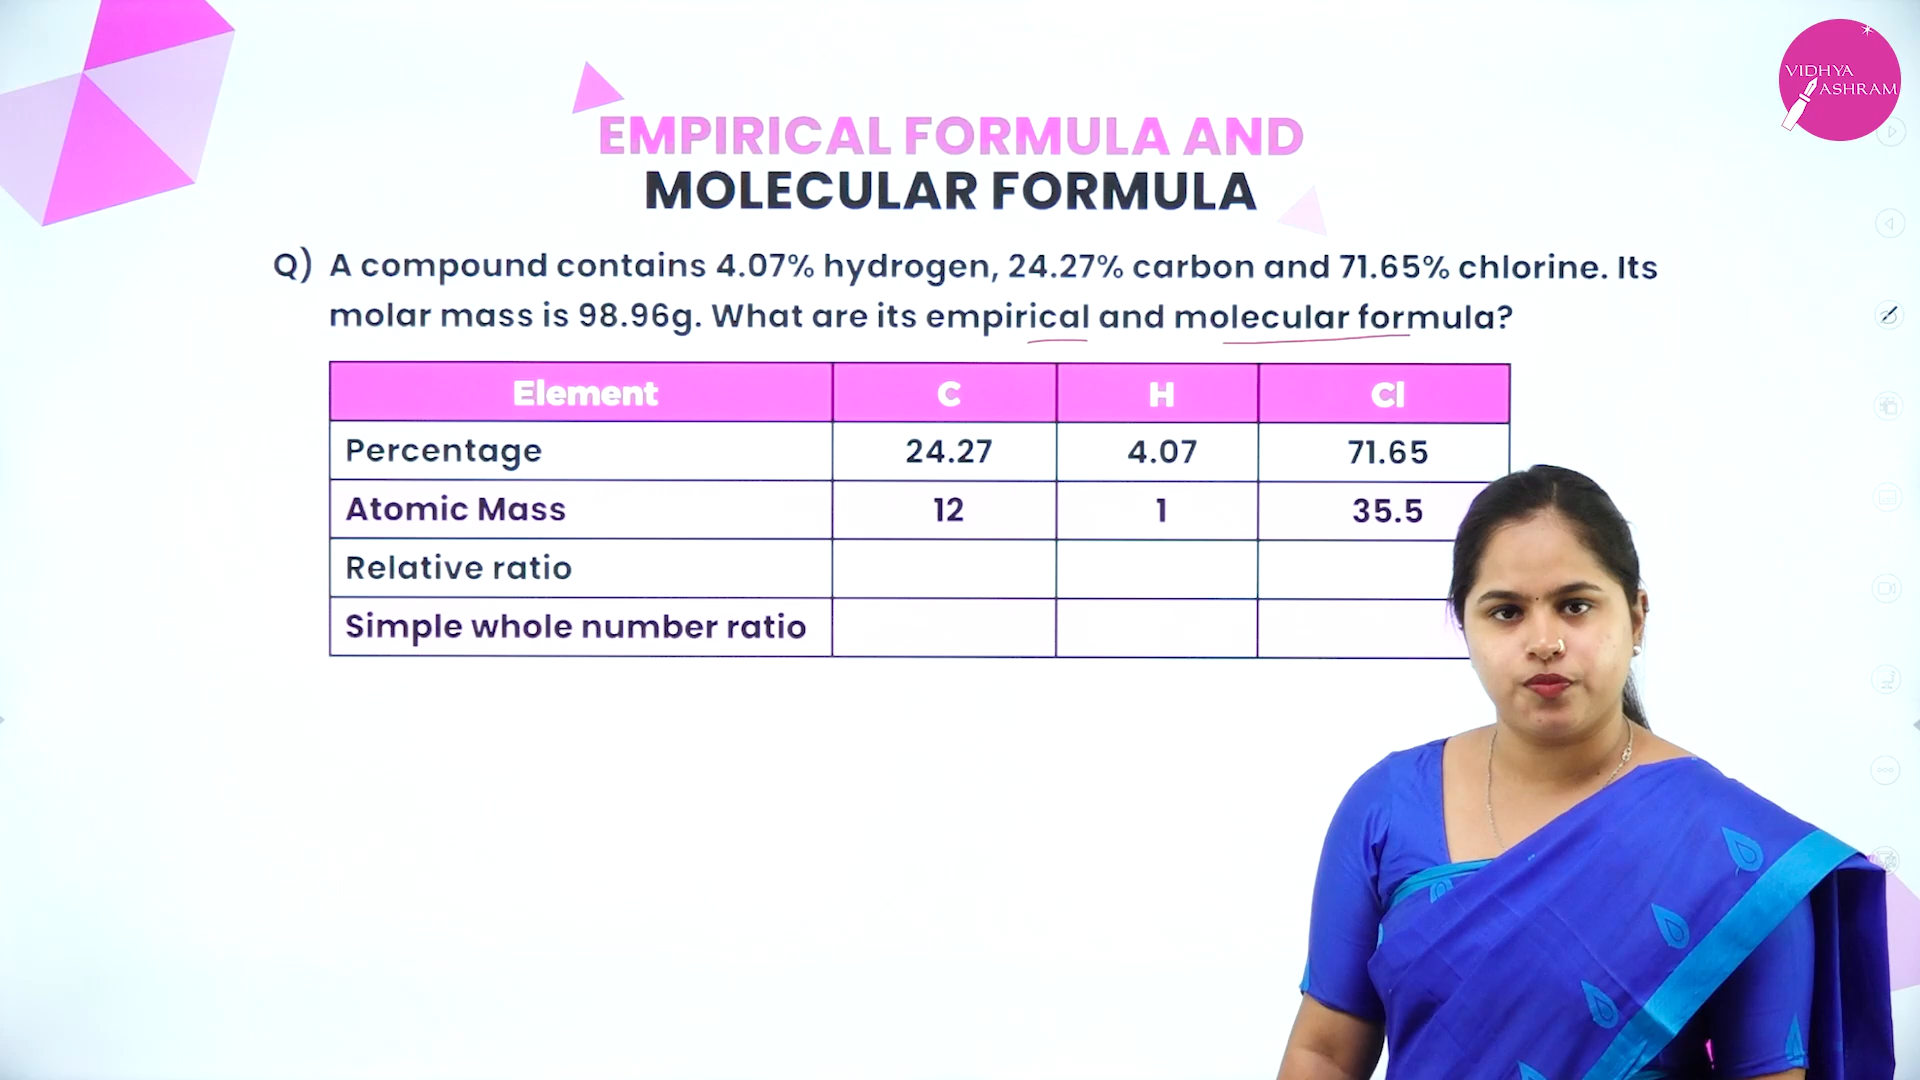 VIDHYA
ASHRAM
EMPIRICAL FORMULA AND
MOLECULAR FORMULA
Q) A compound contains 4.07% hydrogen, 24.27% carbon and 71.65% chlorine. Its
molar mass is 98.96g. What are its empirical and molecular formula?
Element C H Cl
Percentage 24.27 4.07 71.65
Atomic Mass 12 1 35.5
Relative ratio
Simple whole number ratio